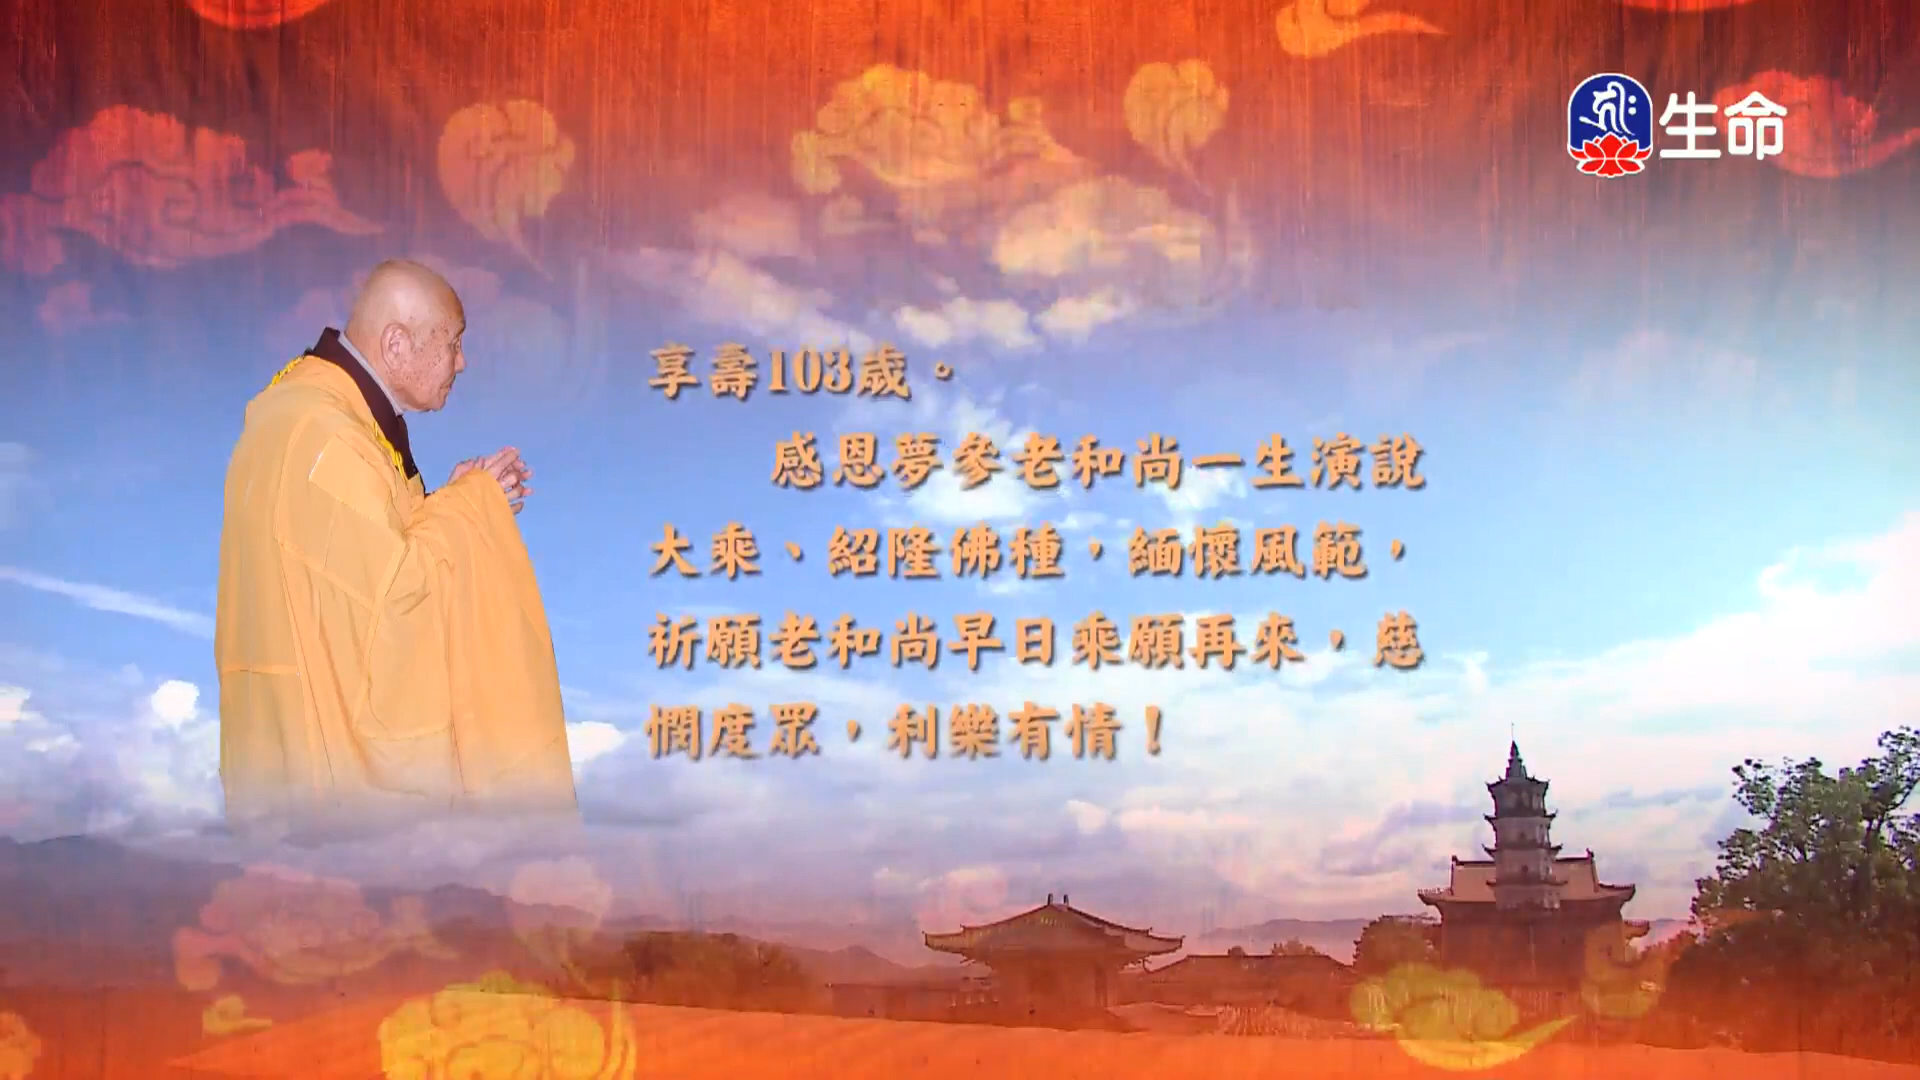 生命
享壽103歲。
感恩夢參老和尚一生演說
大乘、紹隆佛種，緬懷風範，
祈願老和尚早日乘願再來，慈
憫度眾，利樂有情！